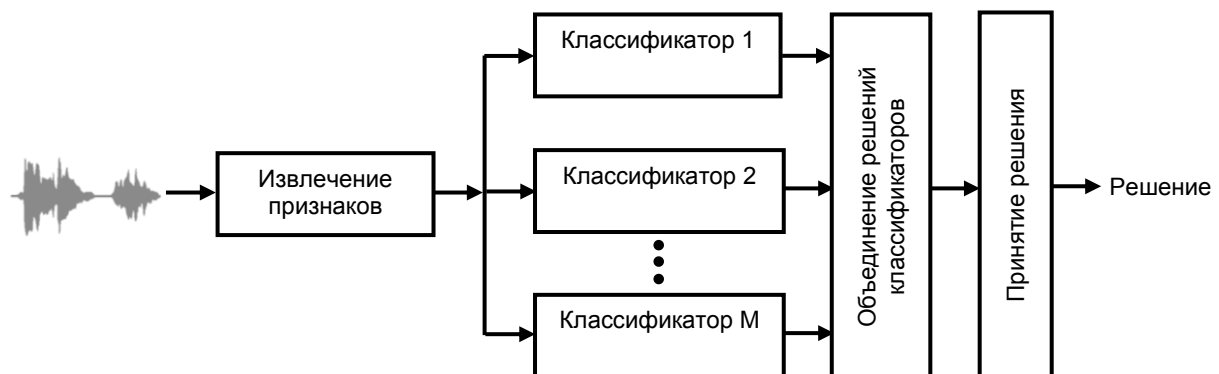 Классификатор 1
Извлечение
признаков
Классификатор 2
Классификатор М
Объединение решений
классификаторов
Принятие решения
Решение